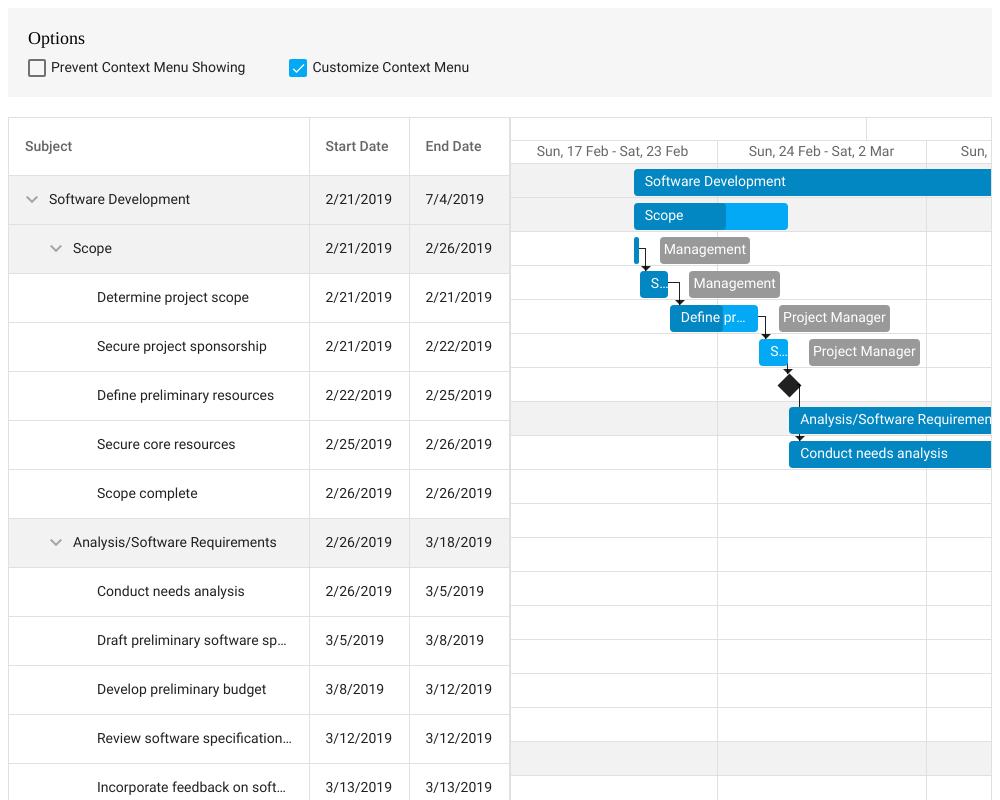 Options
Prevent Context Menu Showing
Customize Context Menu
Subject Start Date End Date
Sun, 17 Feb - Sat, 23 Feb Sun, 24 Feb - Sat, 2 Mar Sun,
Software Development 2/21/2019 7/4/2019
Scope 2/21/2019 2/26/2019
Determine project scope 2/21/2019 2/21/2019
Secure project sponsorship 2/21/2019 2/22/2019
Define preliminary resources 2/22/2019 2/25/2019
Secure core resources 2/25/2019 2/26/2019
Scope complete 2/26/2019 2/26/2019
Analysis/Software Requirements 2/26/2019 3/18/2019
Conduct needs analysis 2/26/2019 3/5/2019
Draft preliminary software sp... 3/5/2019 3/8/2019
Develop preliminary budget 3/8/2019 3/12/2019
Review software specification... 3/12/2019 3/12/2019
Incorporate feedback on soft... 3/13/2019 3/13/2019
Software Development
Scope
Management
S... Management
Define pr... Project Manager
S... Project Manager
Analysis/Software Requiremen
Conduct needs analysis